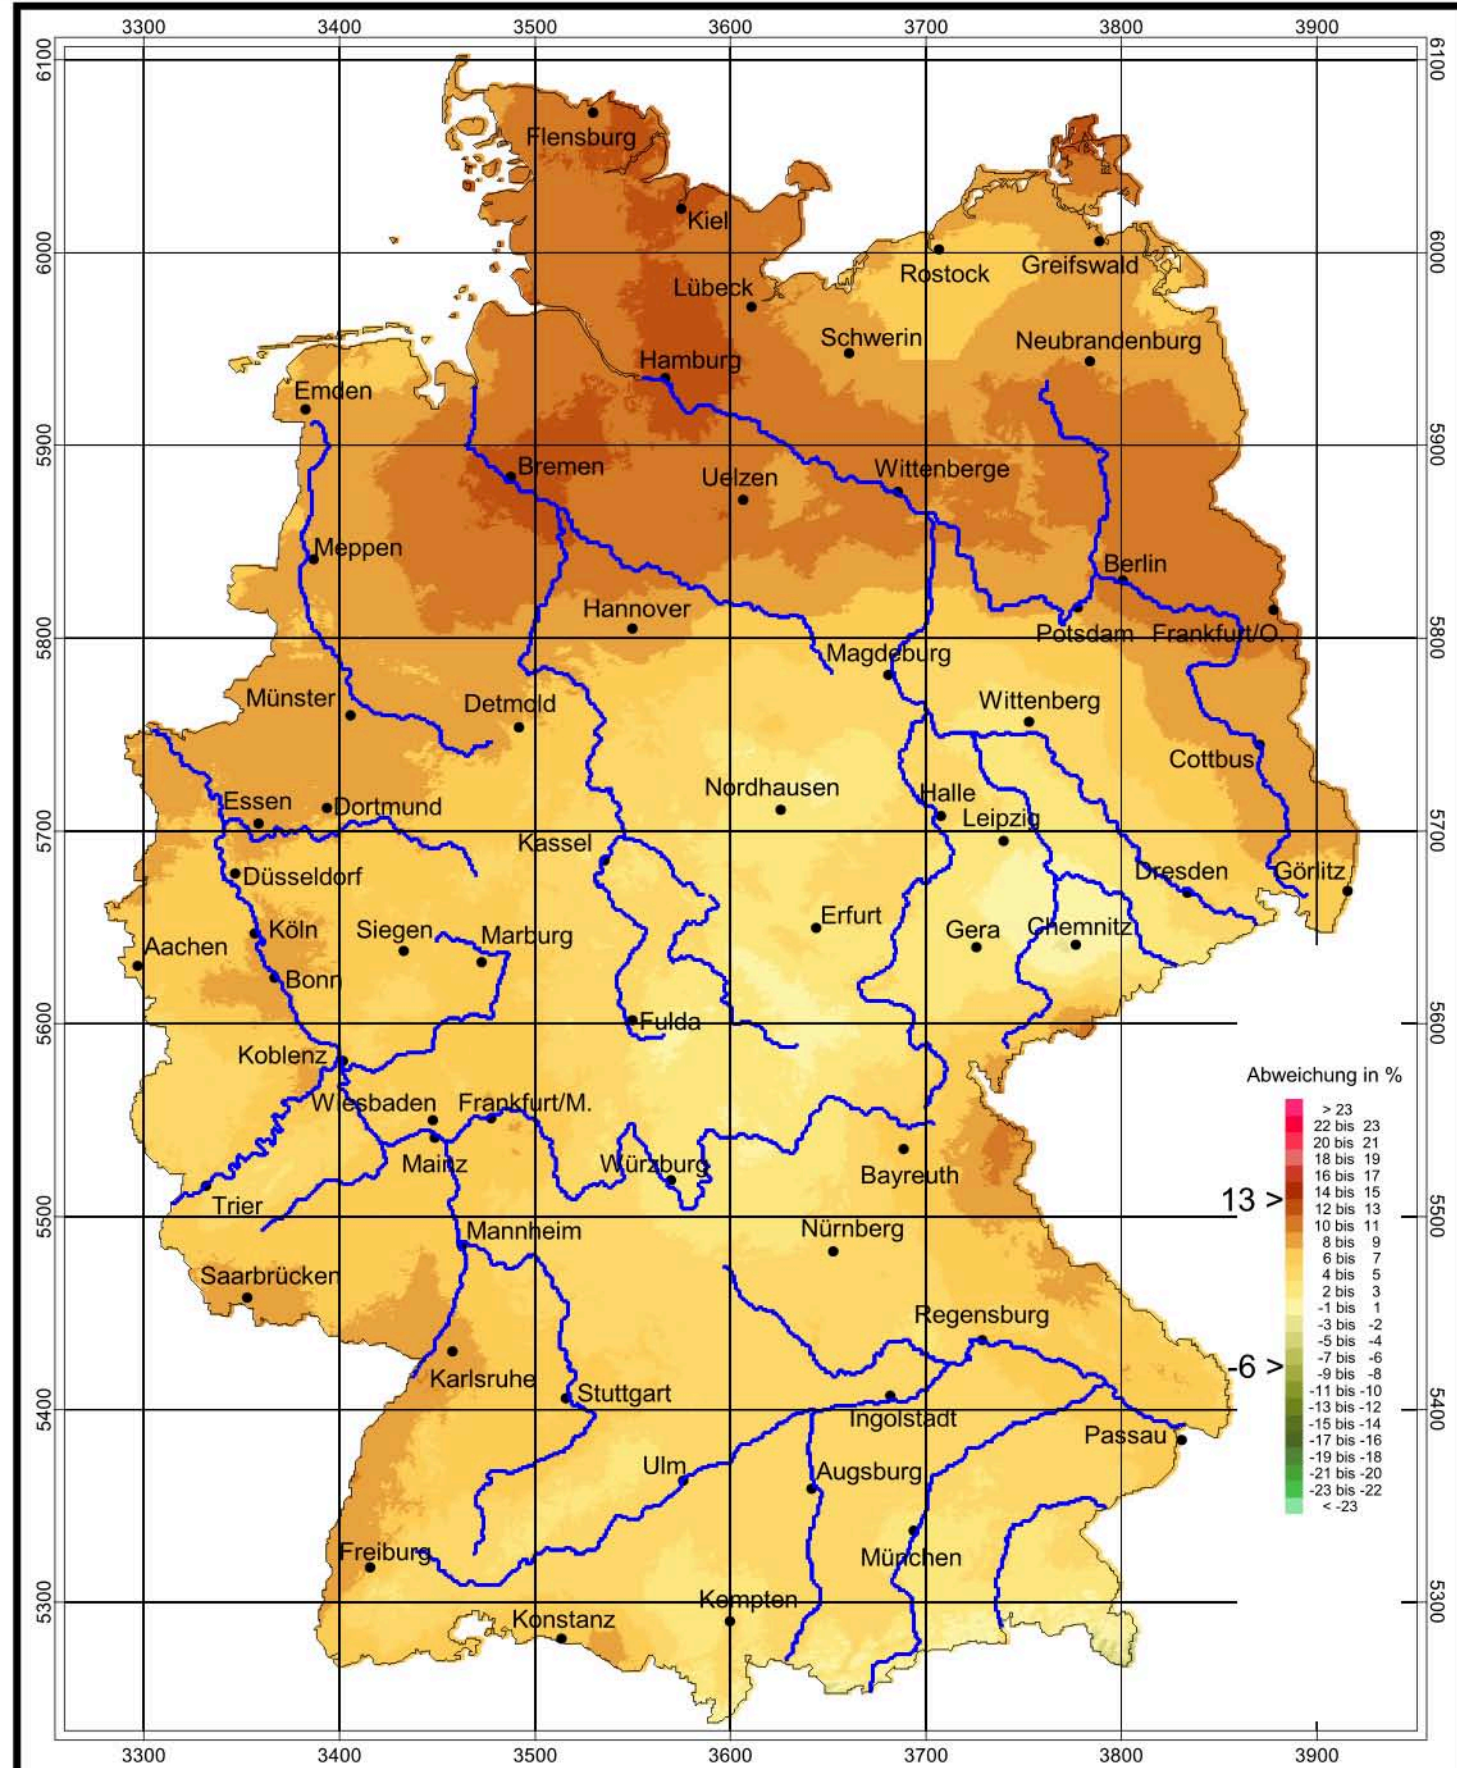 3300 3400 3500 3600 3700 3800 3900
6100 6100
Flensburg
Kiel
6000 6000
Rostock Greifswald
Lübeck
Schwerin Neubrandenburg
Hamburg
Emden
5900 5900
Bremen Uelzen Wittenberge
Meppen
Berlin
Hannover
Potsdam Frankfurt/O.
5800 5800
Magdeburg
Münster Detmold Wittenberg
Cottbus
Nordhausen Halle
Essen Dortmund Leipzig
5700 5700
Kassel
Düsseldorf Dresden Görlitz
Köln Siegen Marburg Erfurt Gera Chemnitz
Aachen
Bonn
5600 5600
Fulda
Koblenz
Wiesbaden Frankfurt/M.
Mainz Würzburg
Bayreuth
Trier
5500 5500
Mannheim Nürnberg
Saarbrücken
Regensburg
Karlsruhe Stuttgart
5400 5400
Ingolstadt
Passau
Ulm Augsburg
Freiburg München
5300 5300
Kempten
Konstanz
3300 3400 3500 3600 3700 3800 3900
Abweichung in %
> 23
22 bis 23
20 bis 21
18 bis 19
16 bis 17
14 bis 15
13 >
12 bis 13
10 bis 11
8 bis 9
6 bis 7
4 bis 5
2 bis 3
-1 bis 1
-3 bis -2
-5 bis -4
-7 bis -6
-6 >
-9 bis -8
-11 bis -10
-13 bis -12
-15 bis -14
-17 bis -16
-19 bis -18
-21 bis -20
-23 bis -22
< -23